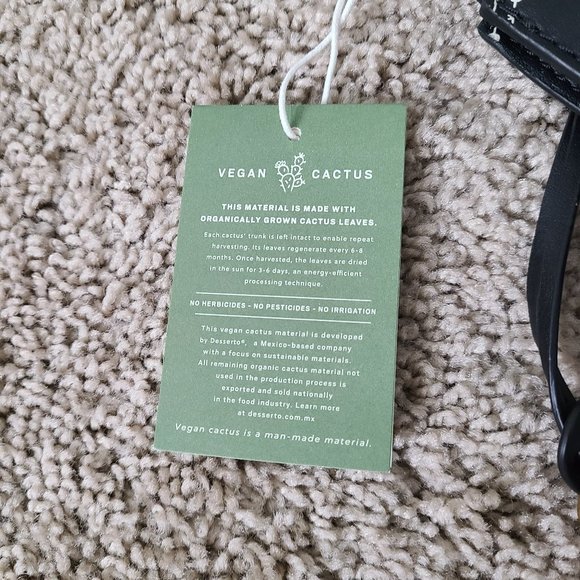 VEGAN CACTUS
THIS MATERIAL IS MADE WITH
ORGANICALLY GROWN CACTUS LEAVES.
Each cactus' trunk is left intact to enable repeat
harvesting. Its leaves regenerate every 6-8
months. Once harvested, the leaves are dried
in the sun for 3-6 days, an energy-efficient
processing technique.
NO HERBICIDES - NO PESTICIDES - NO IRRIGATION
This vegan cactus material is developed
by Desserto®, a Mexico-based company
with a focus on sustainable materials.
All remaining organic cactus material not
used in the production process is
exported and sold nationally
in the food industry. Learn more
at desserto.com.mx
Vegan cactus is a man-made material.